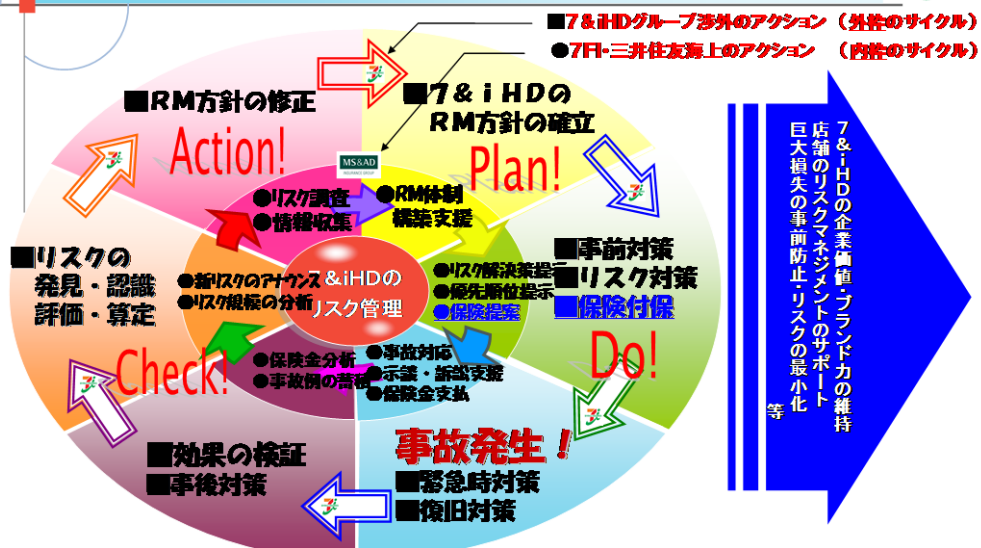 ■7&iHDグループ渉外のアクション (外枠のサイクル)
●7FI・三井住友海上のアクション (内枠のサイクル)
■RM方針の修正
Action!
■7&iHDの
RM方針の確立
Plan!
MS&AD
INSURANCE GROUP
●リスク調査
●情報収集
●RM体制
構築支援
■リスクの
発見・認識
評価・算定
●新リスクのアナウンス
●リスク規模の分析
&iHDの
リスク管理
●リスク解決策提示
●優先順位提示
●保険提案
■事前対策
■リスク対策
■保険付保
Do!
Check!
●保険金分析
●事故例の蓄積
●事故対応
●示談・訴訟支援
●保険金支払
事故発生!
■緊急時対策
■復旧対策
■効果の検証
■事後対策
7&iHDの企業価値・ブランド力の維持
店舗のリスクマネジメントのサポート
巨大損失の事前防止・リスクの最小化
等